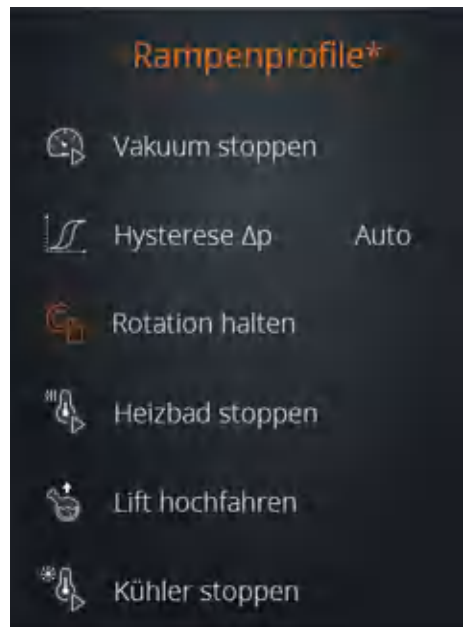 Rampenprofile*
Vakuum stoppen
Hysterese Δp Auto
Rotation halten
Heizbad stoppen
Lift hochfahren
Kühler stoppen